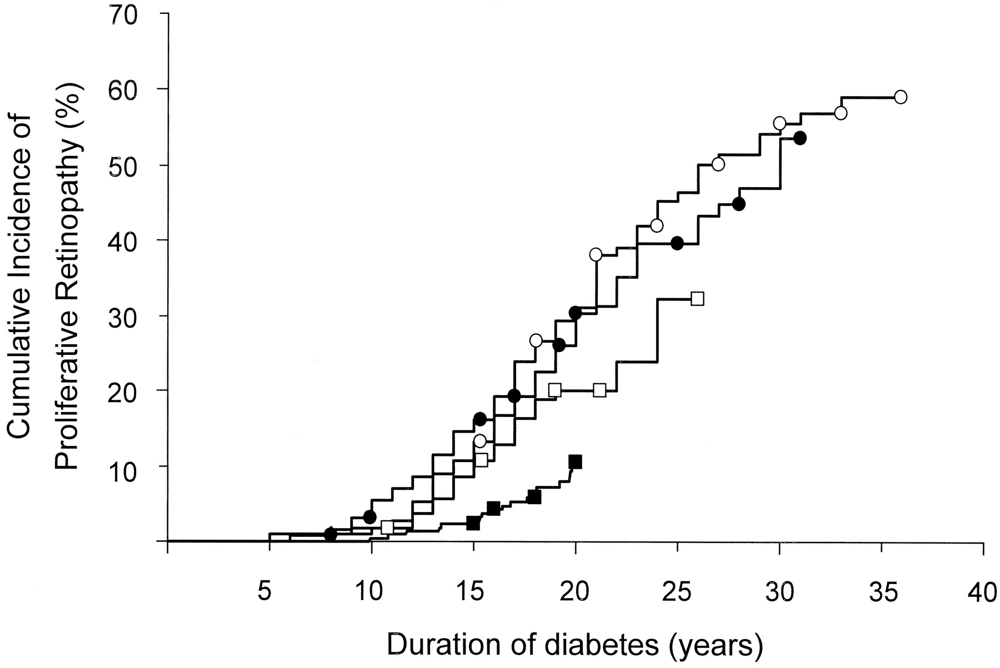 Cumulative Incidence of
Proliferative Retinopathy (%)
70
60
50
40
30
20
10
5 10 15 20 25 30 35 40
Duration of diabetes (years)